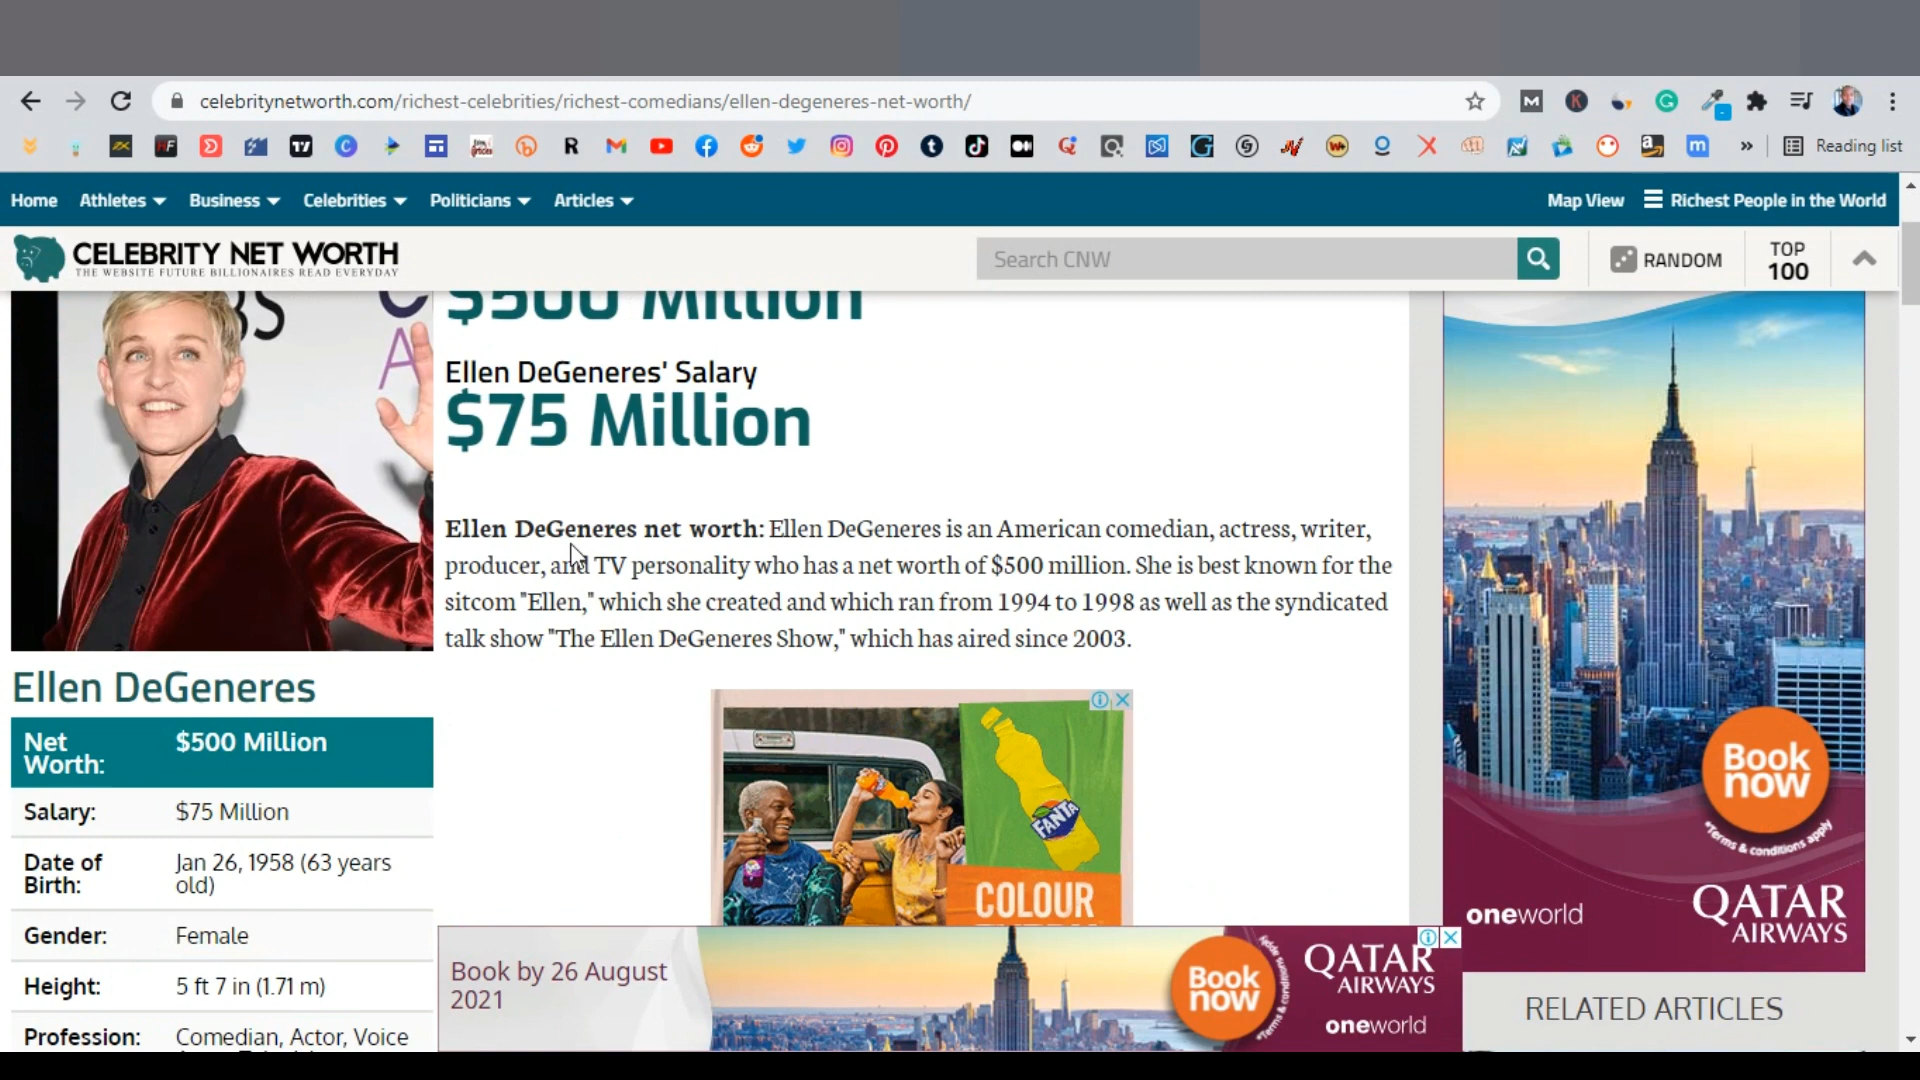 celebritynetworth.com/richest-celebrities/richest-comedians/ellen-degeneres-net-worth/
Reading list
Home Athletes Business Celebrities Politicians Articles Map View Richest People in the World
CELEBRITY NET WORTH
THE WEBSITE FUTURE BILLIONAIRES READ EVERYDAY
Search CNW
RANDOM
TOP
100
$500 Million
Ellen DeGeneres' Salary
$75 Million
Ellen DeGeneres net worth: Ellen DeGeneres is an American comedian, actress, writer,
producer, and TV personality who has a net worth of $500 million. She is best known for the
sitcom "Ellen," which she created and which ran from 1994 to 1998 as well as the syndicated
talk show "The Ellen DeGeneres Show," which has aired since 2003.
Ellen DeGeneres
Net Worth: $500 Million
Salary: $75 Million
Date of Birth: Jan 26, 1958 (63 years old)
Gender: Female
Height: 5 ft 7 in (1.71 m)
Profession: Comedian, Actor, Voice
FANTA
COLOUR
Book by 26 August
2021
Book
now
*Terms & conditions apply
QATAR
AIRWAYS
oneworld
Book
now
*Terms & conditions apply
oneworld
QATAR
AIRWAYS
RELATED ARTICLES